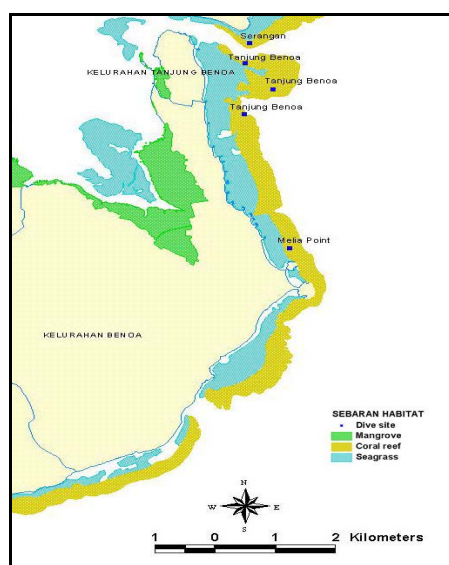 Serangan
Tanjung Benoa
KELURAHAN TANJUNG BENOA
Tanjung Benoa
Tanjung Benoa
Melia Point
KELURAHAN BENOA
SEBARAN HABITAT
Dive site
Mangrove
Coral reef
Seagrass
N
W E
S
1 0 1 2 Kilometers